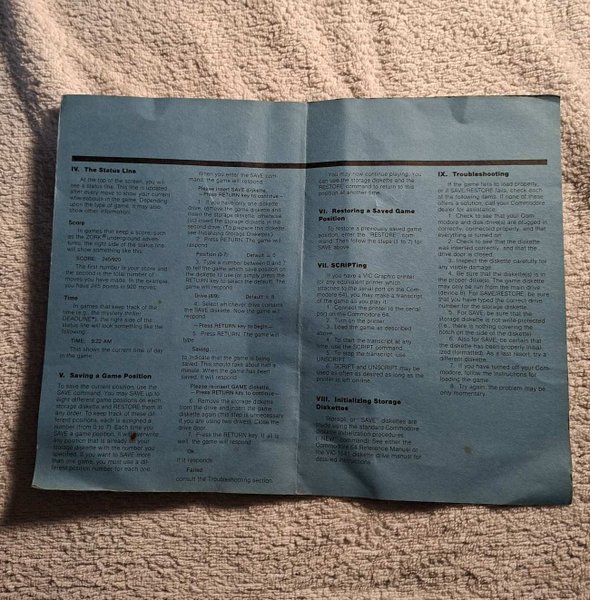 IV. The Status Line
At the top of the screen, you will
see a status line. This line is updated
after every move to show your current
whereabouts in the game. Depending
upon the type of game, it may also
show other information.
Score
In games that keep a score, such
as the ZORK underground adven-
tures, the right side of the status line
will show something like this:
SCORE: 245/920
The first number is your score and
the second is the total number of
moves you have made. In the example
you have 245 points in 920 moves.
Time
In games that keep track of the
time (e.g., the mystery thriller
DEADLINE), the right side of the
status line will look something like the
following:
TIME: 9:22 AM
This shows the current time of day
in the game.
V. Saving a Game Position
To save the current position, use the
SAVE command. You may SAVE up to
eight different game positions on each
storage diskette and RESTORE them in
any order. To keep track of these dif-
ferent positions, each is assigned a
number (from 0 to 7). Each time you
SAVE a game position, it will overwrite
any position that is already on your
storage diskette with the number you
specified. If you want to SAVE more
than one game, you must use a dif-
ferent position number for each one.
When you enter the SAVE com-
mand, the game will respond:
Please insert SAVE diskette,
—Press RETURN key to continue—
1. If you have only one diskette
drive, remove the game diskette and
insert the storage diskette; otherwise
just insert the storage diskette in the
second drive. (To prepare the diskette
see Initializing Storage Diskettes.)
2. Press RETURN. The game will
respond:
Position (0-7): Default = 0
3. Type a number between 0 and 7
to tell the game which save position on
the diskette to use (or simply press the
RETURN key to select the default). The
game will respond:
Drive (8/9): Default = 8
4. Select whichever drive contains
the SAVE diskette. Now the game will
respond:
—Press RETURN key to begin—
5. Press RETURN. The game will
type
Saving
to indicate that the game is being
saved. This should take about half a
minute. When the game has been
saved, it will respond:
Please reinsert GAME diskette,
—Press RETURN key to continue—
6. Remove the storage diskette
from the drive and insert the game
diskette again (this step is unnecessary
if you are using two drives). Close the
drive door.
7. Press the RETURN key. If all is
well, the game will respond:
Ok
If it responds:
Failed
consult the Troubleshooting section.
You may now continue playing. You
can use the storage diskette and the
RESTORE command to return to this
position at another time.
VI. Restoring a Saved Game
Position
To restore a previously saved game
position, enter the "RESTORE" com-
mand. Then follow the steps (1 to 7) for
SAVE above.
VII. SCRIPTing
If you have a VIC Graphic printer
(or any equivalent printer which
attaches to the serial port on the Com-
modore 64), you may make a transcript
of the game as you play it.
1. Attach the printer to the serial
port on the Commodore 64.
2. Turn on the printer.
3. Load the game as described
above.
4. To start the transcript at any
time, use the SCRIPT command.
5. To stop the transcript, use
UNSCRIPT.
6. SCRIPT and UNSCRIPT may be
used as often as desired as long as the
printer is left on-line.
VIII. Initializing Storage
Diskettes
Storage, or "SAVE" diskettes are
made using the standard Commodore
diskette initialization procedures
("NEW" command). Refer either the
Commodore 64 Reference Manual or
the VIC-1541 diskette drive manual for
detailed instructions.
IX. Troubleshooting
If the game fails to load properly,
or if SAVE/RESTORE fails, check each
of the following items. If none of these
offers a solution, call your Commodore
dealer for assistance.
1. Check to see that your Com-
modore and disk drive(s) are plugged in
correctly, connected properly, and that
everything is turned on.
2. Check to see that the diskette
was inserted correctly, and that the
drive door is closed.
3. Inspect the diskette carefully for
any visible damage.
4. Be sure that the diskette(s) is in
the proper drive(s). The game diskette
may only be run from the main drive
(device 8). For SAVE/RESTORE, be sure
that you have typed the correct drive
number for the storage diskette.
5. For SAVE, be sure that the
storage diskette is not write-protected
(i.e., there is nothing covering the
notch on the side of the diskette).
6. Also for SAVE, be certain that
the diskette has been properly initial-
ized (formatted). As a last resort, try a
different diskette.
7. If you have turned off your Com-
modore, follow the instructions for
loading the game.
8. Try again; the problem may be
only momentary.